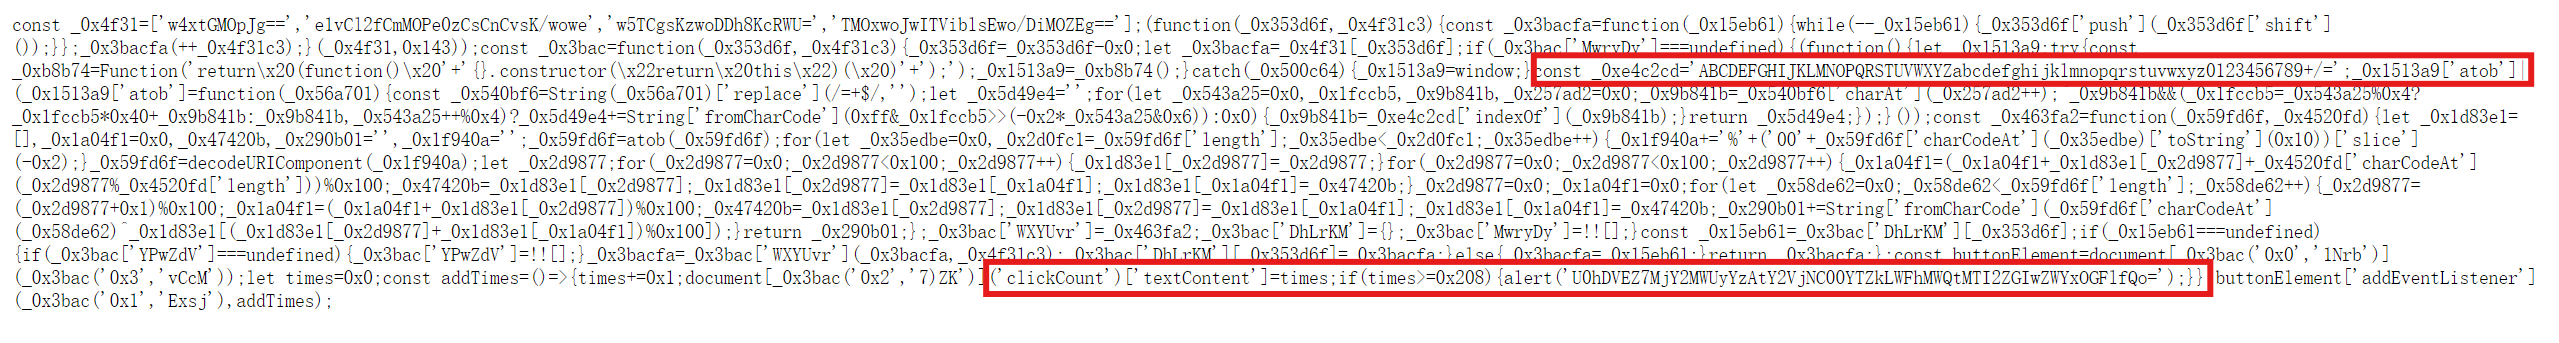 const _0x4f31=['w4xtGMOpJg==','e1vCl2fCmMOPe0zCsCnCvsK/wowe','w5TCgsKzwoDDh8KcRWU=','TMOxwoJwITViblsEwo/DiMOZEg=='];(function(_0x353d6f,_0x4f31c3){const _0x3bacfa=function(_0x15eb61){while(--_0x15eb61){_0x353d6f['push'](_0x353d6f['shift']
());}};_0x3bacfa(++_0x4f31c3);}(_0x4f31,0x143));const _0x3bac=function(_0x353d6f,_0x4f31c3){_0x353d6f=_0x353d6f-0x0;let _0x3bacfa=_0x4f31[_0x353d6f];if(_0x3bac['MwryDy']===undefined){(function(){let _0x1513a9;try{const
_0xb8b74=Function('return\x20(function()\x20'+'{}.constructor(\x22return\x20this\x22)(\x20)'+');');_0x1513a9=_0xb8b74();}catch(_0x500c64){_0x1513a9=window;}const _0xe4c2cd='ABCDEFGHIJKLMNOPQRSTUVWXYZabcdefghijklmnopqrstuvwxyz0123456789+/=';_0x1513a9['atob']||
(_0x1513a9['atob']=function(_0x56a701){const _0x540bf6=String(_0x56a701)['replace'](/=+$/,'');let _0x5d49e4='';for(let _0x543a25=0x0,_0x1fccb5,_0x9b841b,_0x257ad2=0x0;_0x9b841b=_0x540bf6['charAt'](_0x257ad2++);~_0x9b841b&&(_0x1fccb5=_0x543a25%0x4?
_0x1fccb5*0x40+_0x9b841b:_0x9b841b,_0x543a25++%0x4)?_0x5d49e4+=String['fromCharCode'](0xff&_0x1fccb5>>(-0x2*_0x543a25&0x6)):0x0){_0x9b841b=_0xe4c2cd['indexOf'](_0x9b841b);}return _0x5d49e4;});}());const _0x463fa2=function(_0x59fd6f,_0x4520fd){let _0x1d83e1=
[],_0x1a04f1=0x0,_0x47420b,_0x290b01='',_0x1f940a='';_0x59fd6f=atob(_0x59fd6f);for(let _0x35edbe=0x0,_0x2d0fc1=_0x59fd6f['length'];_0x35edbe<_0x2d0fc1;_0x35edbe++){_0x1f940a+='%'+('00'+_0x59fd6f['charCodeAt'](_0x35edbe)['toString'](0x10))['slice']
(-0x2);}_0x59fd6f=decodeURIComponent(_0x1f940a);let _0x2d9877;for(_0x2d9877=0x0;_0x2d9877<0x100;_0x2d9877++){_0x1d83e1[_0x2d9877]=_0x2d9877;}for(_0x2d9877=0x0;_0x2d9877<0x100;_0x2d9877++){_0x1a04f1=(_0x1a04f1+_0x1d83e1[_0x2d9877]+_0x4520fd['charCodeAt']
(_0x2d9877%_0x4520fd['length']))%0x100;_0x47420b=_0x1d83e1[_0x2d9877];_0x1d83e1[_0x2d9877]=_0x1d83e1[_0x1a04f1];_0x1d83e1[_0x1a04f1]=_0x47420b;}_0x2d9877=0x0;_0x1a04f1=0x0;for(let _0x58de62=0x0;_0x58de62<_0x59fd6f['length'];_0x58de62++){_0x2d9877=
(_0x2d9877+0x1)%0x100;_0x1a04f1=(_0x1a04f1+_0x1d83e1[_0x2d9877])%0x100;_0x47420b=_0x1d83e1[_0x2d9877];_0x1d83e1[_0x2d9877]=_0x1d83e1[_0x1a04f1];_0x1d83e1[_0x1a04f1]=_0x47420b;_0x290b01+=String['fromCharCode'](_0x59fd6f['charCodeAt']
(_0x58de62)^_0x1d83e1[(_0x1d83e1[_0x2d9877]+_0x1d83e1[_0x1a04f1])%0x100]);}return _0x290b01;};_0x3bac['WXYUvr']=_0x463fa2;_0x3bac['DhLrKM']={};_0x3bac['MwryDy']=!![];}const _0x15eb61=_0x3bac['DhLrKM'][_0x353d6f];if(_0x15eb61===undefined)
{if(_0x3bac['YPwZdV']===undefined){_0x3bac['YPwZdV']=!![];}_0x3bacfa=_0x3bac['WXYUvr'](_0x3bacfa,_0x4f31c3);_0x3bac['DhLrKM'][_0x353d6f]=_0x3bacfa;}else{_0x3bacfa=_0x15eb61;}return _0x3bacfa;};const buttonElement=document[_0x3bac('0x0','lNrb')]
(_0x3bac('0x3','vCcM'));let times=0x0;const addTimes=()=>{times+=0x1;document[_0x3bac('0x2','7)ZK')]('clickCount')['textContent']=times;if(times>=0x208){alert('U0hDVEZ7MjY2MWUyYzAtY2VjNC00YTZkLWFhMWQtMTI2ZGIwZWYxOGFlfQo=');}};buttonElement['addEventListener']
(_0x3bac('0x1','Exsj'),addTimes);